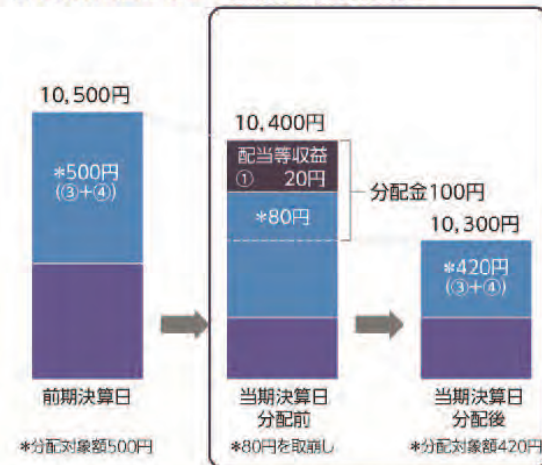 10,500円
*500円
(③+④)
前期決算日
*分配対象額500円
10,400円
配当等収益
① 20円
*80円
分配金100円
当期決算日
分配前
*80円を取崩し
10,300円
*420円
(③+④)
当期決算日
分配後
*分配対象額420円